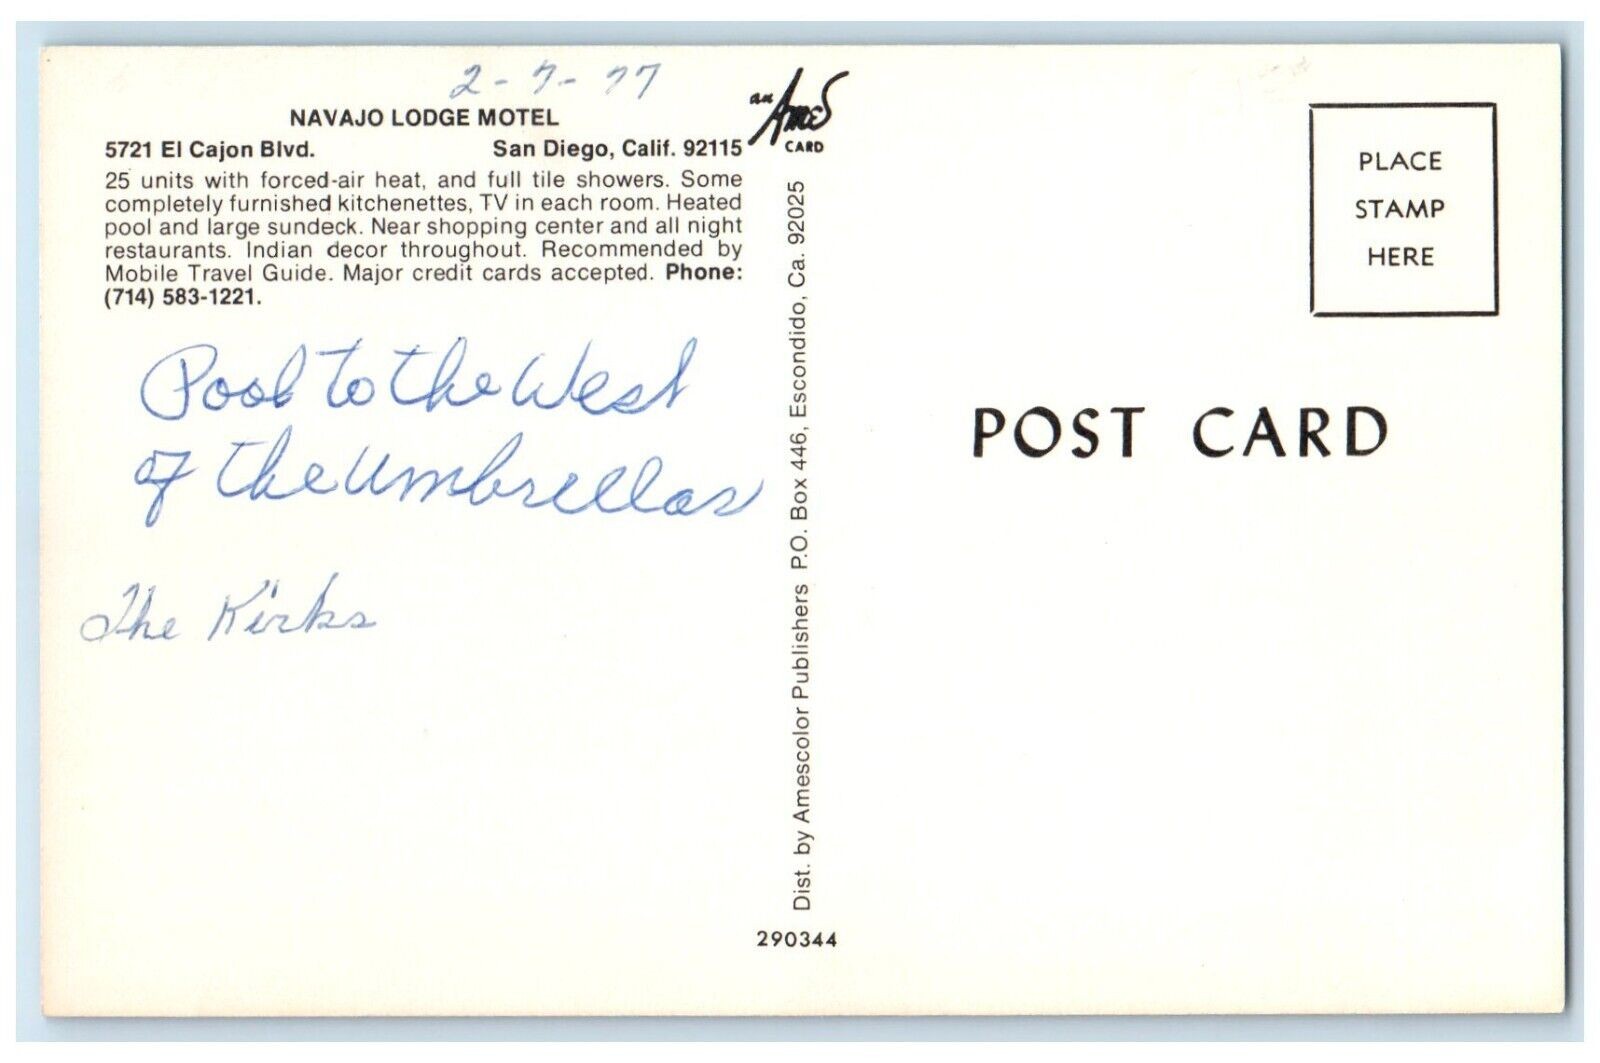 2-7-77
NAVAJO LODGE MOTEL
5721 El Cajon Blvd. San Diego, Calif. 92115
25 units with forced-air heat, and full tile showers. Some
completely furnished kitchenettes, TV in each room. Heated
pool and large sundeck. Near shopping center and all night
restaurants. Indian decor throughout. Recommended by
Mobile Travel Guide. Major credit cards accepted. Phone:
(714) 583-1221.
Pool to the West
of the Umbrellas
The Kirks
an Ames
CARD
Dist. by Amescolor Publishers P.O. Box 446, Escondido, Ca. 92025
290344
PLACE
STAMP
HERE
POST CARD